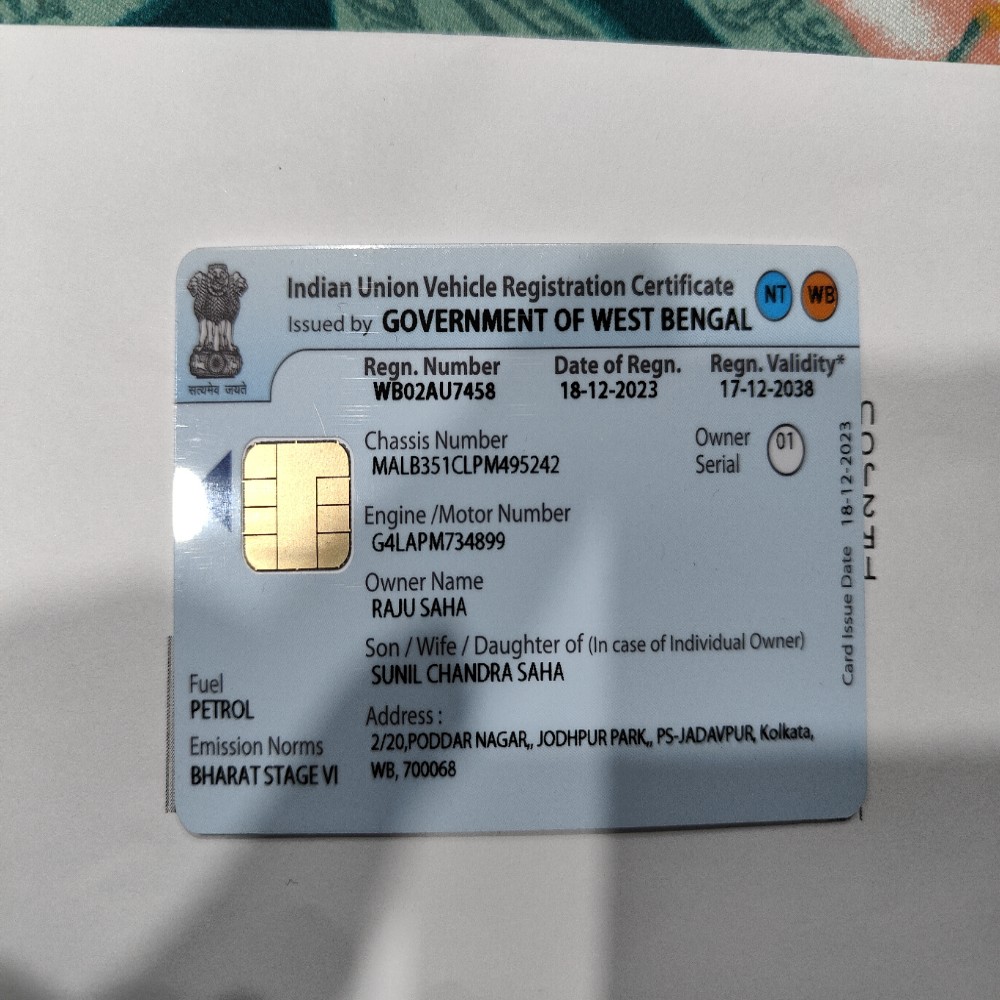 Indian Union Vehicle Registration Certificate
NT WB
Issued by GOVERNMENT OF WEST BENGAL
सत्यमेव जयते
Regn. Number Date of Regn. Regn. Validity*
WB02AU7458 18-12-2023 17-12-2038
Chassis Number
MALB351CLPM495242
Owner Serial 01
Engine /Motor Number
G4LAPM734899
Owner Name
RAJU SAHA
Son / Wife / Daughter of (In case of Individual Owner)
SUNIL CHANDRA SAHA
Fuel
PETROL
Emission Norms
BHARAT STAGE VI
Address :
2/20,PODDAR NAGAR,, JODHPUR PARK,, PS-JADAVPUR, Kolkata,
WB, 700068
Card Issue Date 18-12-2023